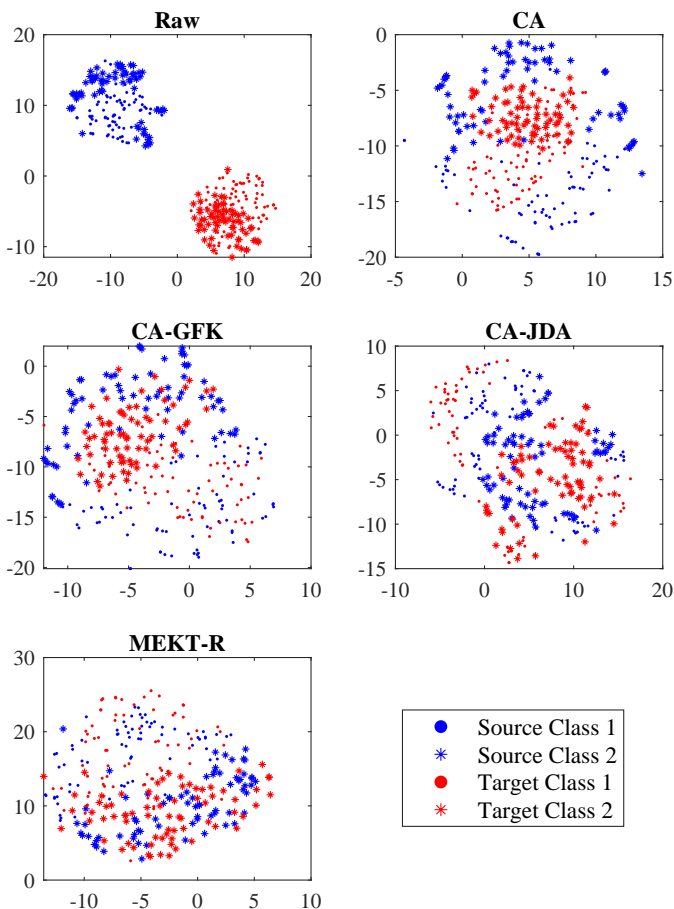 Raw
20
10
0
-10
-20 -10 0 10 20
CA
0
-5
-10
-15
-20
-5 0 5 10 15
CA-GFK
0
-5
-10
-15
-20
-10 -5 0 5 10
CA-JDA
10
5
0
-5
-10
-15
-10 0 10 20
MEKT-R
30
20
10
0
-10 -5 0 5 10
Source Class 1
Source Class 2
Target Class 1
Target Class 2